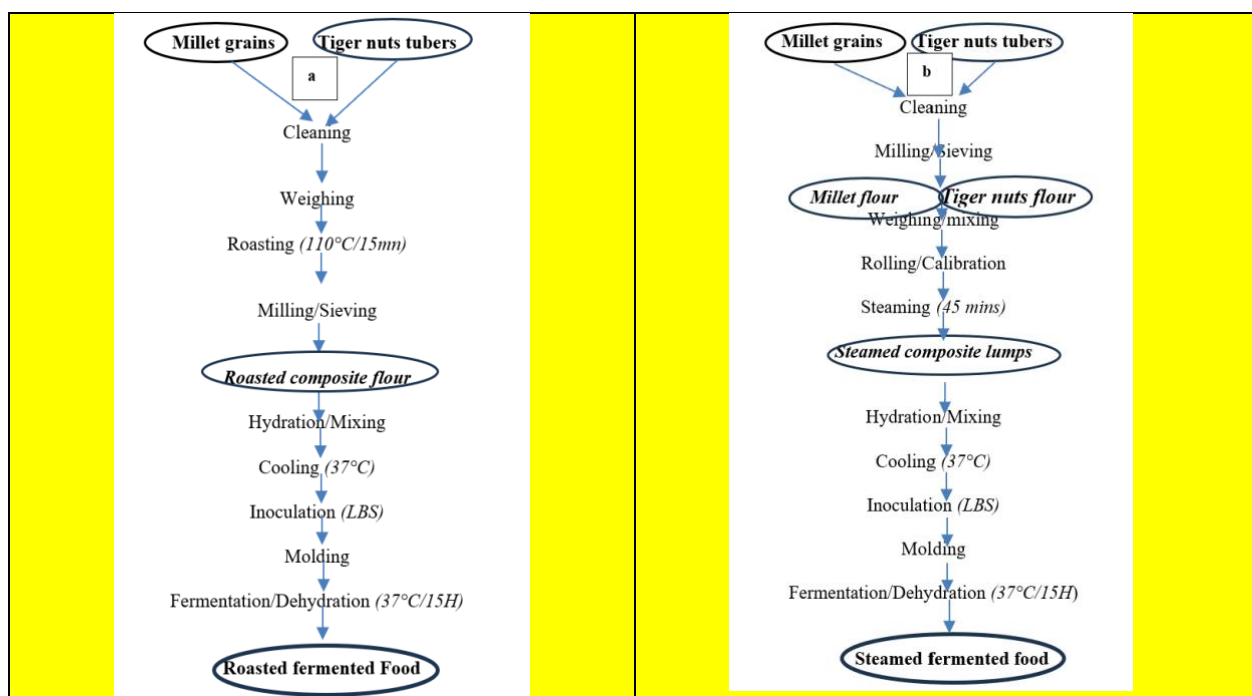 Millet grains Tiger nuts tubers
a
Cleaning
Weighing
Roasting (110°C/15mn)
Milling/Sieving
Roasted composite flour
Hydration/Mixing
Cooling (37°C)
Inoculation (LBS)
Molding
Fermentation/Dehydration (37°C/15H)
Roasted fermented Food
Millet grains Tiger nuts tubers
b
Cleaning
Milling/Sieving
Millet flour Tiger nuts flour
Weighing/mixing
Rolling/Calibration
Steaming (45 mins)
Steamed composite lumps
Hydration/Mixing
Cooling (37°C)
Inoculation (LBS)
Molding
Fermentation/Dehydration (37°C/15H)
Steamed fermented food